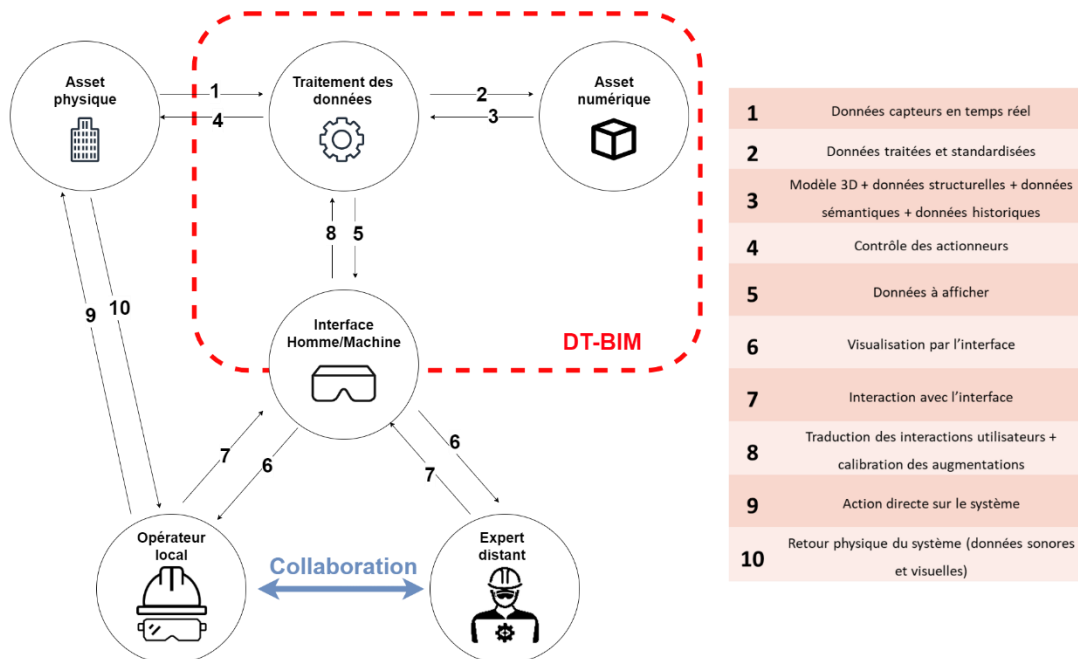 Asset
physique
Traitement des
données
Asset
numérique
1
4
2
3
8
5
9
10
Interface
Homme/Machine
DT-BIM
7
6
6
7
Opérateur
local
Collaboration
Expert
distant
1 Données capteurs en temps réel
2 Données traitées et standardisées
3 Modèle 3D + données structurelles + données
sémantiques + données historiques
4 Contrôle des actionneurs
5 Données à afficher
6 Visualisation par l’interface
7 Interaction avec l’interface
8 Traduction des interactions utilisateurs +
calibration des augmentations
9 Action directe sur le système
10 Retour physique du système (données sonores
et visuelles)